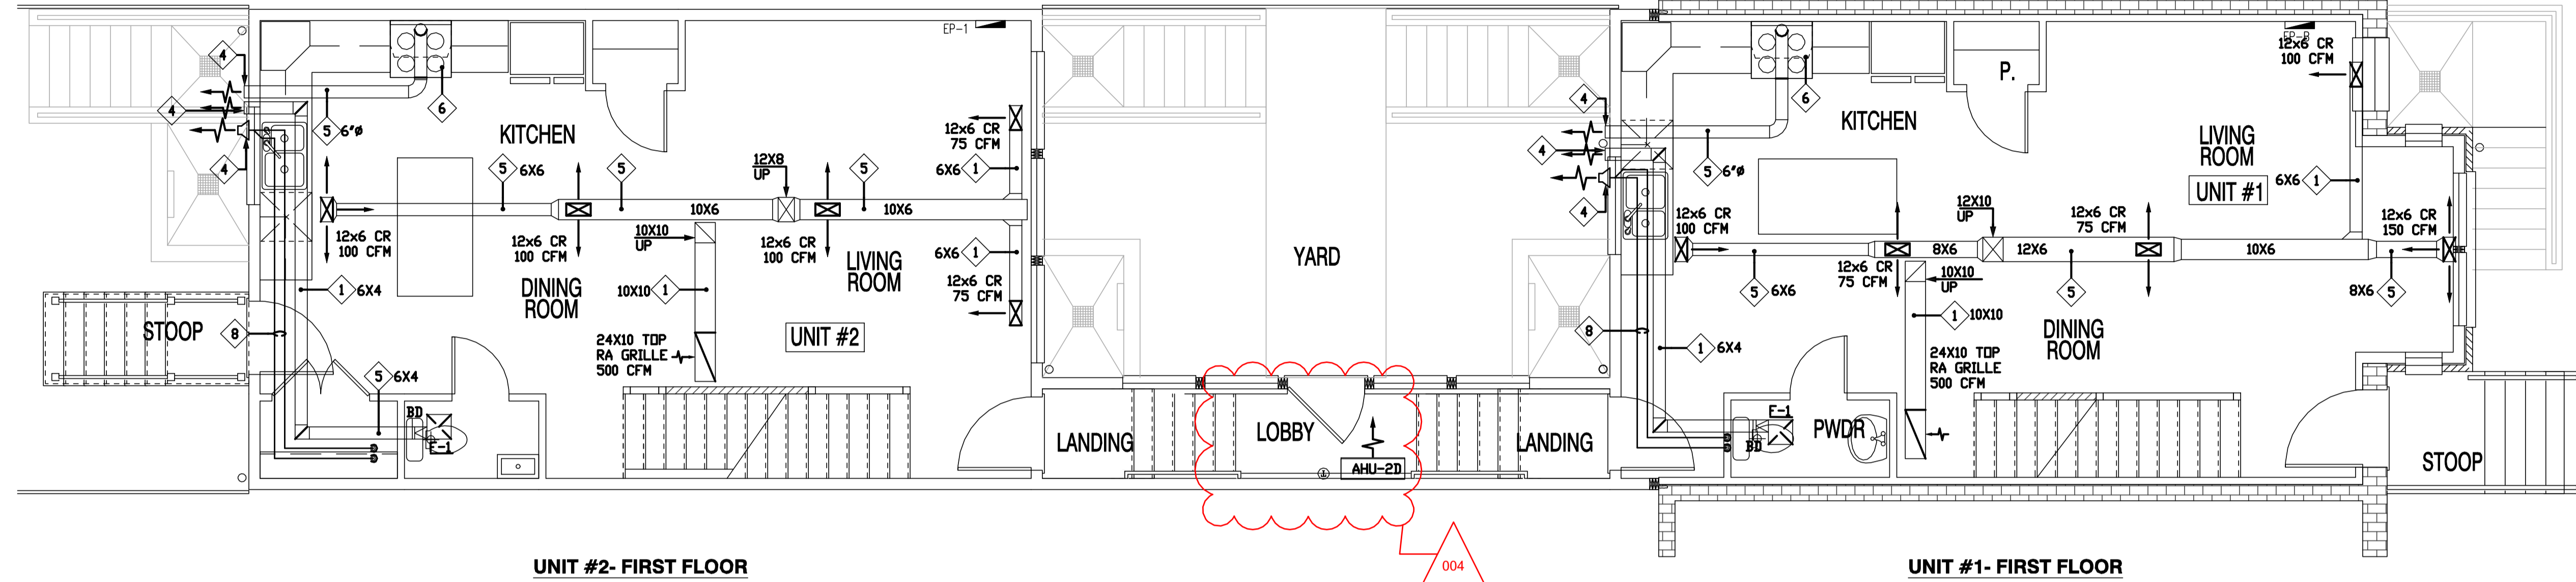 EP-1
4
4
4
5 6"ø
6
KITCHEN
5 6X6
5
12X8
UP
5
10X6
10X6
12x6 CR
75 CFM
6X6 1
6X6 1
12x6 CR
75 CFM
12x6 CR
100 CFM
12x6 CR
100 CFM
12x6 CR
100 CFM
10X10
UP
LIVING
ROOM
DINING
ROOM
10X10 1
1 6X4
UNIT #2
24X10 TOP
RA GRILLE
500 CFM
STOOP
8
5 6X4
BD
E-1
YARD
LANDING
LOBBY
LANDING
AHU-2D
004
4
4
4
5 6"ø
6
KITCHEN
P.
EP-B
12x6 CR
100 CFM
LIVING
ROOM
UNIT #1
6X6 1
12x6 CR
100 CFM
12X10
UP
12x6 CR
75 CFM
12x6 CR
150 CFM
8X6
12X6
10X6
12x6 CR
75 CFM
5 6X6
5
8X6 5
10X10
UP
1 10X10
DINING
ROOM
8
1 6X4
24X10 TOP
RA GRILLE
500 CFM
E-1
BD
PWDR
STOOP
UNIT #2- FIRST FLOOR
UNIT #1- FIRST FLOOR